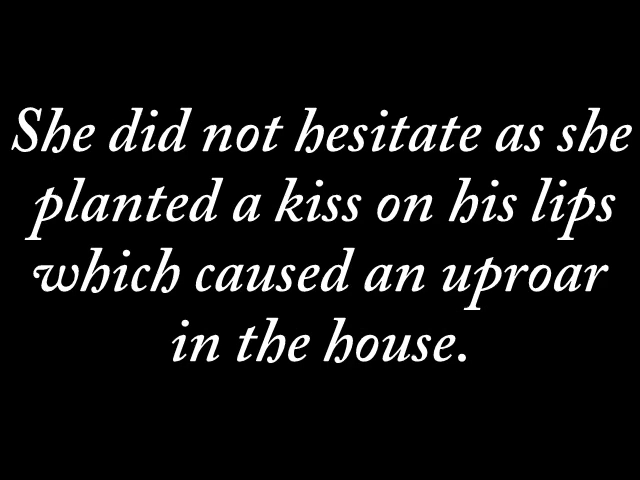 She did not hesitate as she
planted a kiss on his lips
which caused an uproar
in the house.